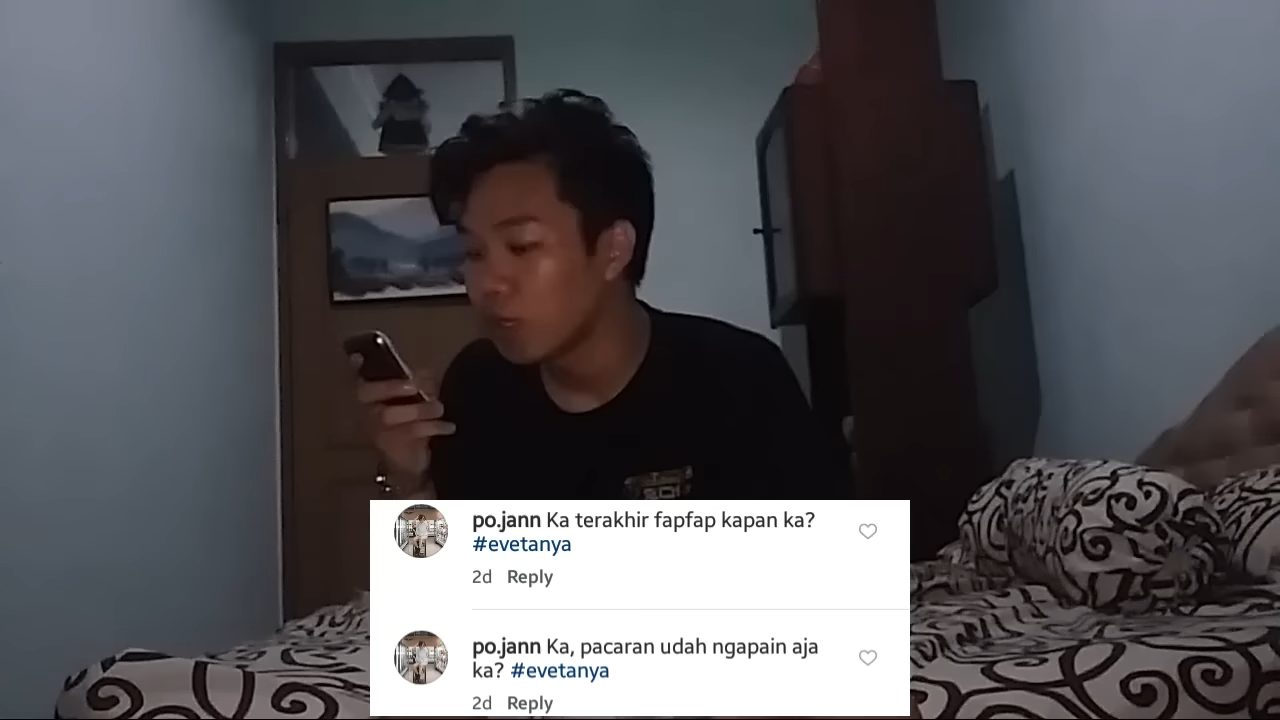 po.jann Ka terakhir fapfap kapan ka?
#evetanya
2d Reply
po.jann Ka, pacaran udah ngapain aja
ka? #evetanya
2d Reply